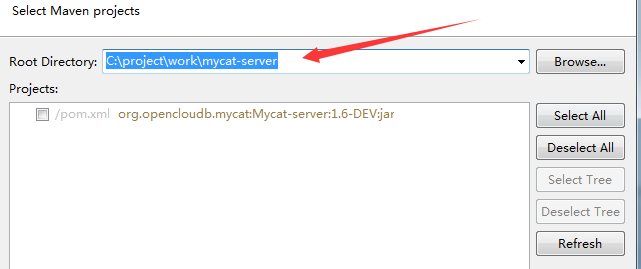 Select Maven projects
Root Directory: C:\project\work\mycat-server Browse...
Projects:
/pom.xml org.opencloudb.mycat:Mycat-server:1.6-DEV:jar
Select All
Deselect All
Select Tree
Deselect Tree
Refresh